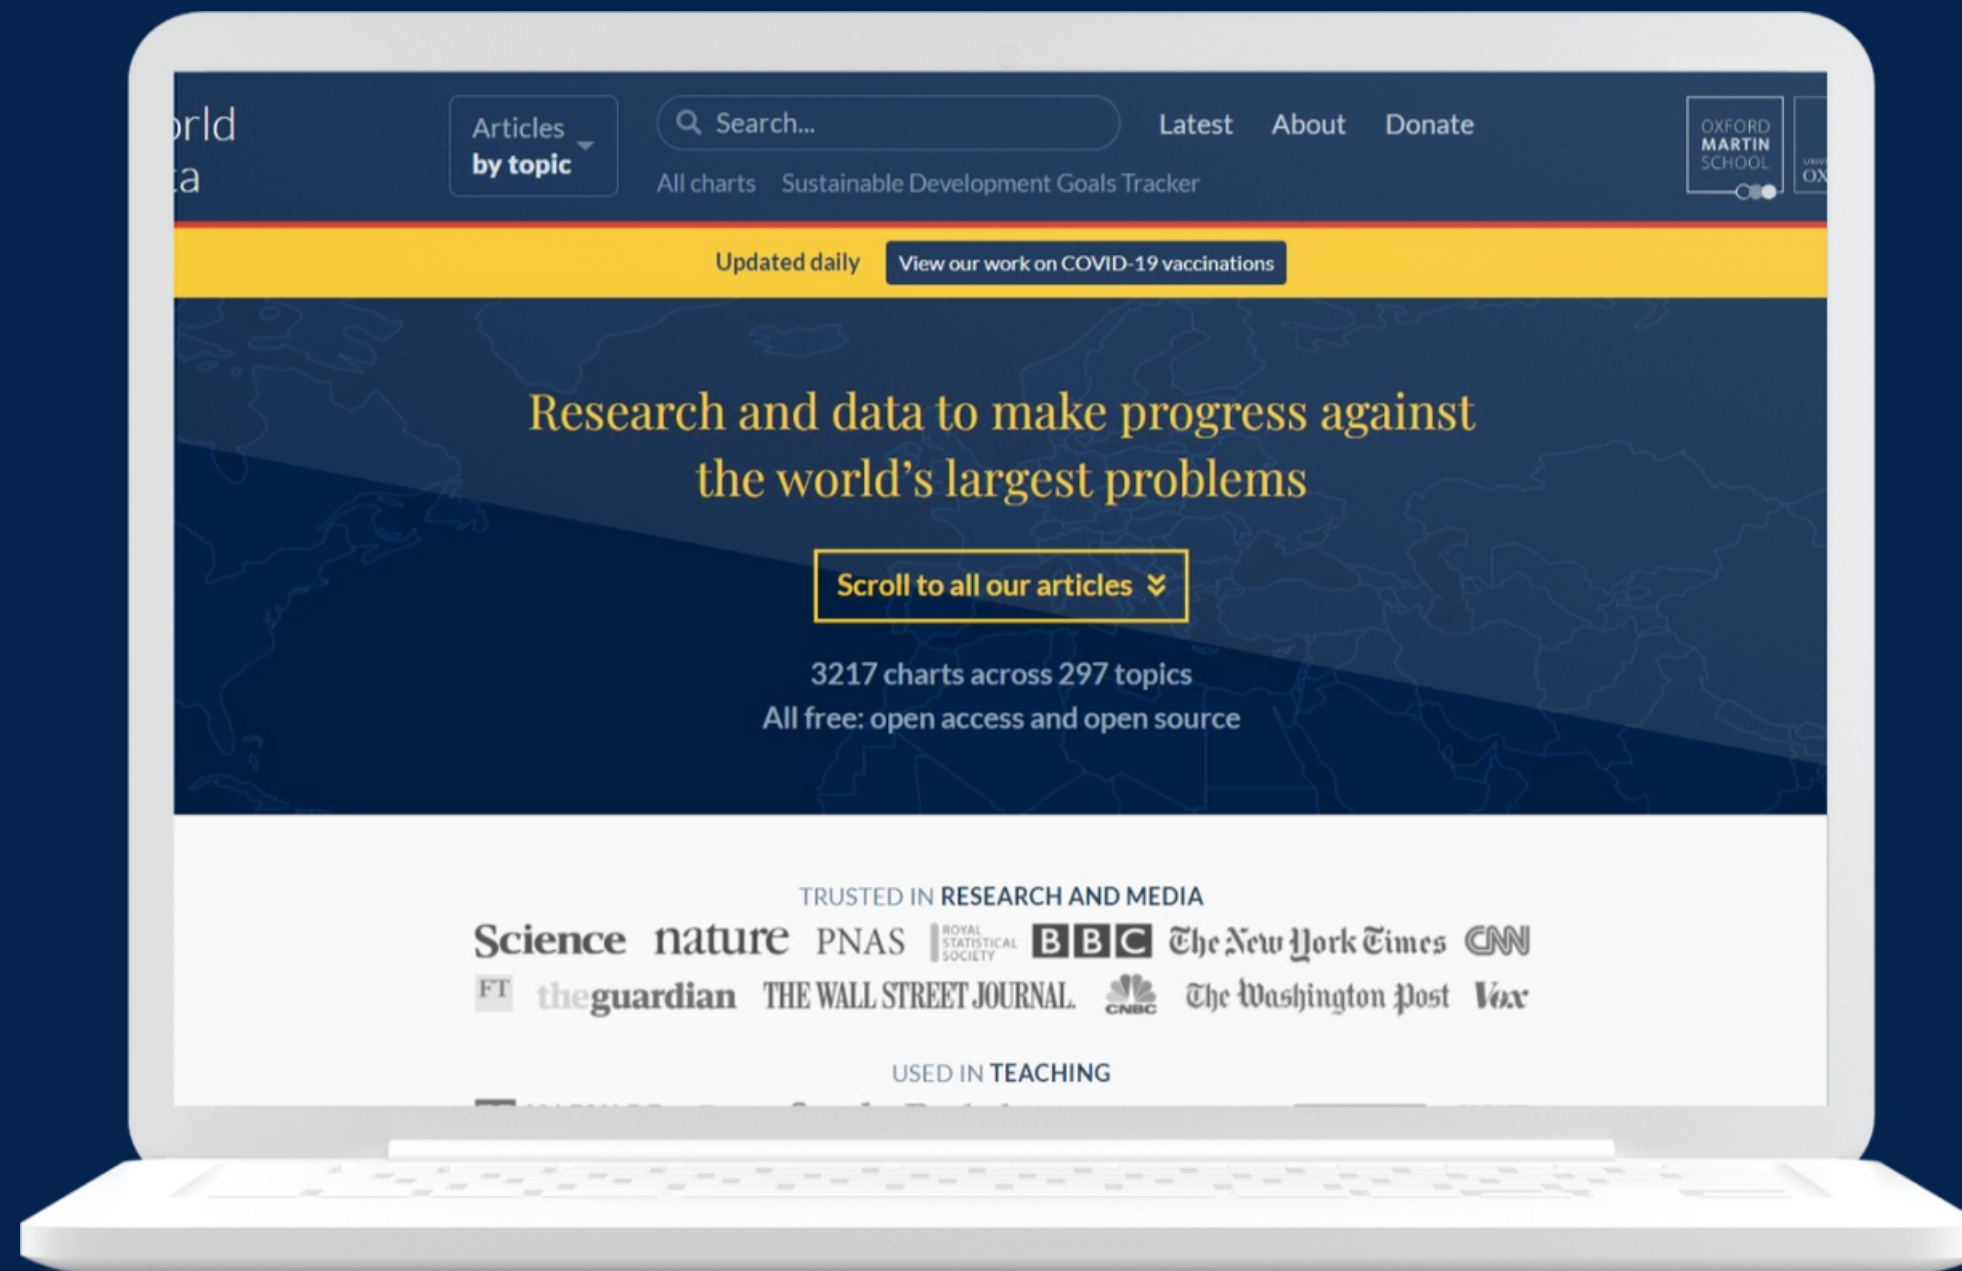 orld
ta
Articles
by topic
Search...
Latest About Donate
All charts Sustainable Development Goals Tracker
OXFORD
MARTIN
SCHOOL
UNIV
OX
Updated daily View our work on COVID-19 vaccinations
Research and data to make progress against
the world’s largest problems
Scroll to all our articles
3217 charts across 297 topics
All free: open access and open source
TRUSTED IN RESEARCH AND MEDIA
Science nature PNAS ROYAL STATISTICAL SOCIETY BBC The New York Times CNN
FT theguardian THE WALL STREET JOURNAL. CNBC The Washington Post Vox
USED IN TEACHING